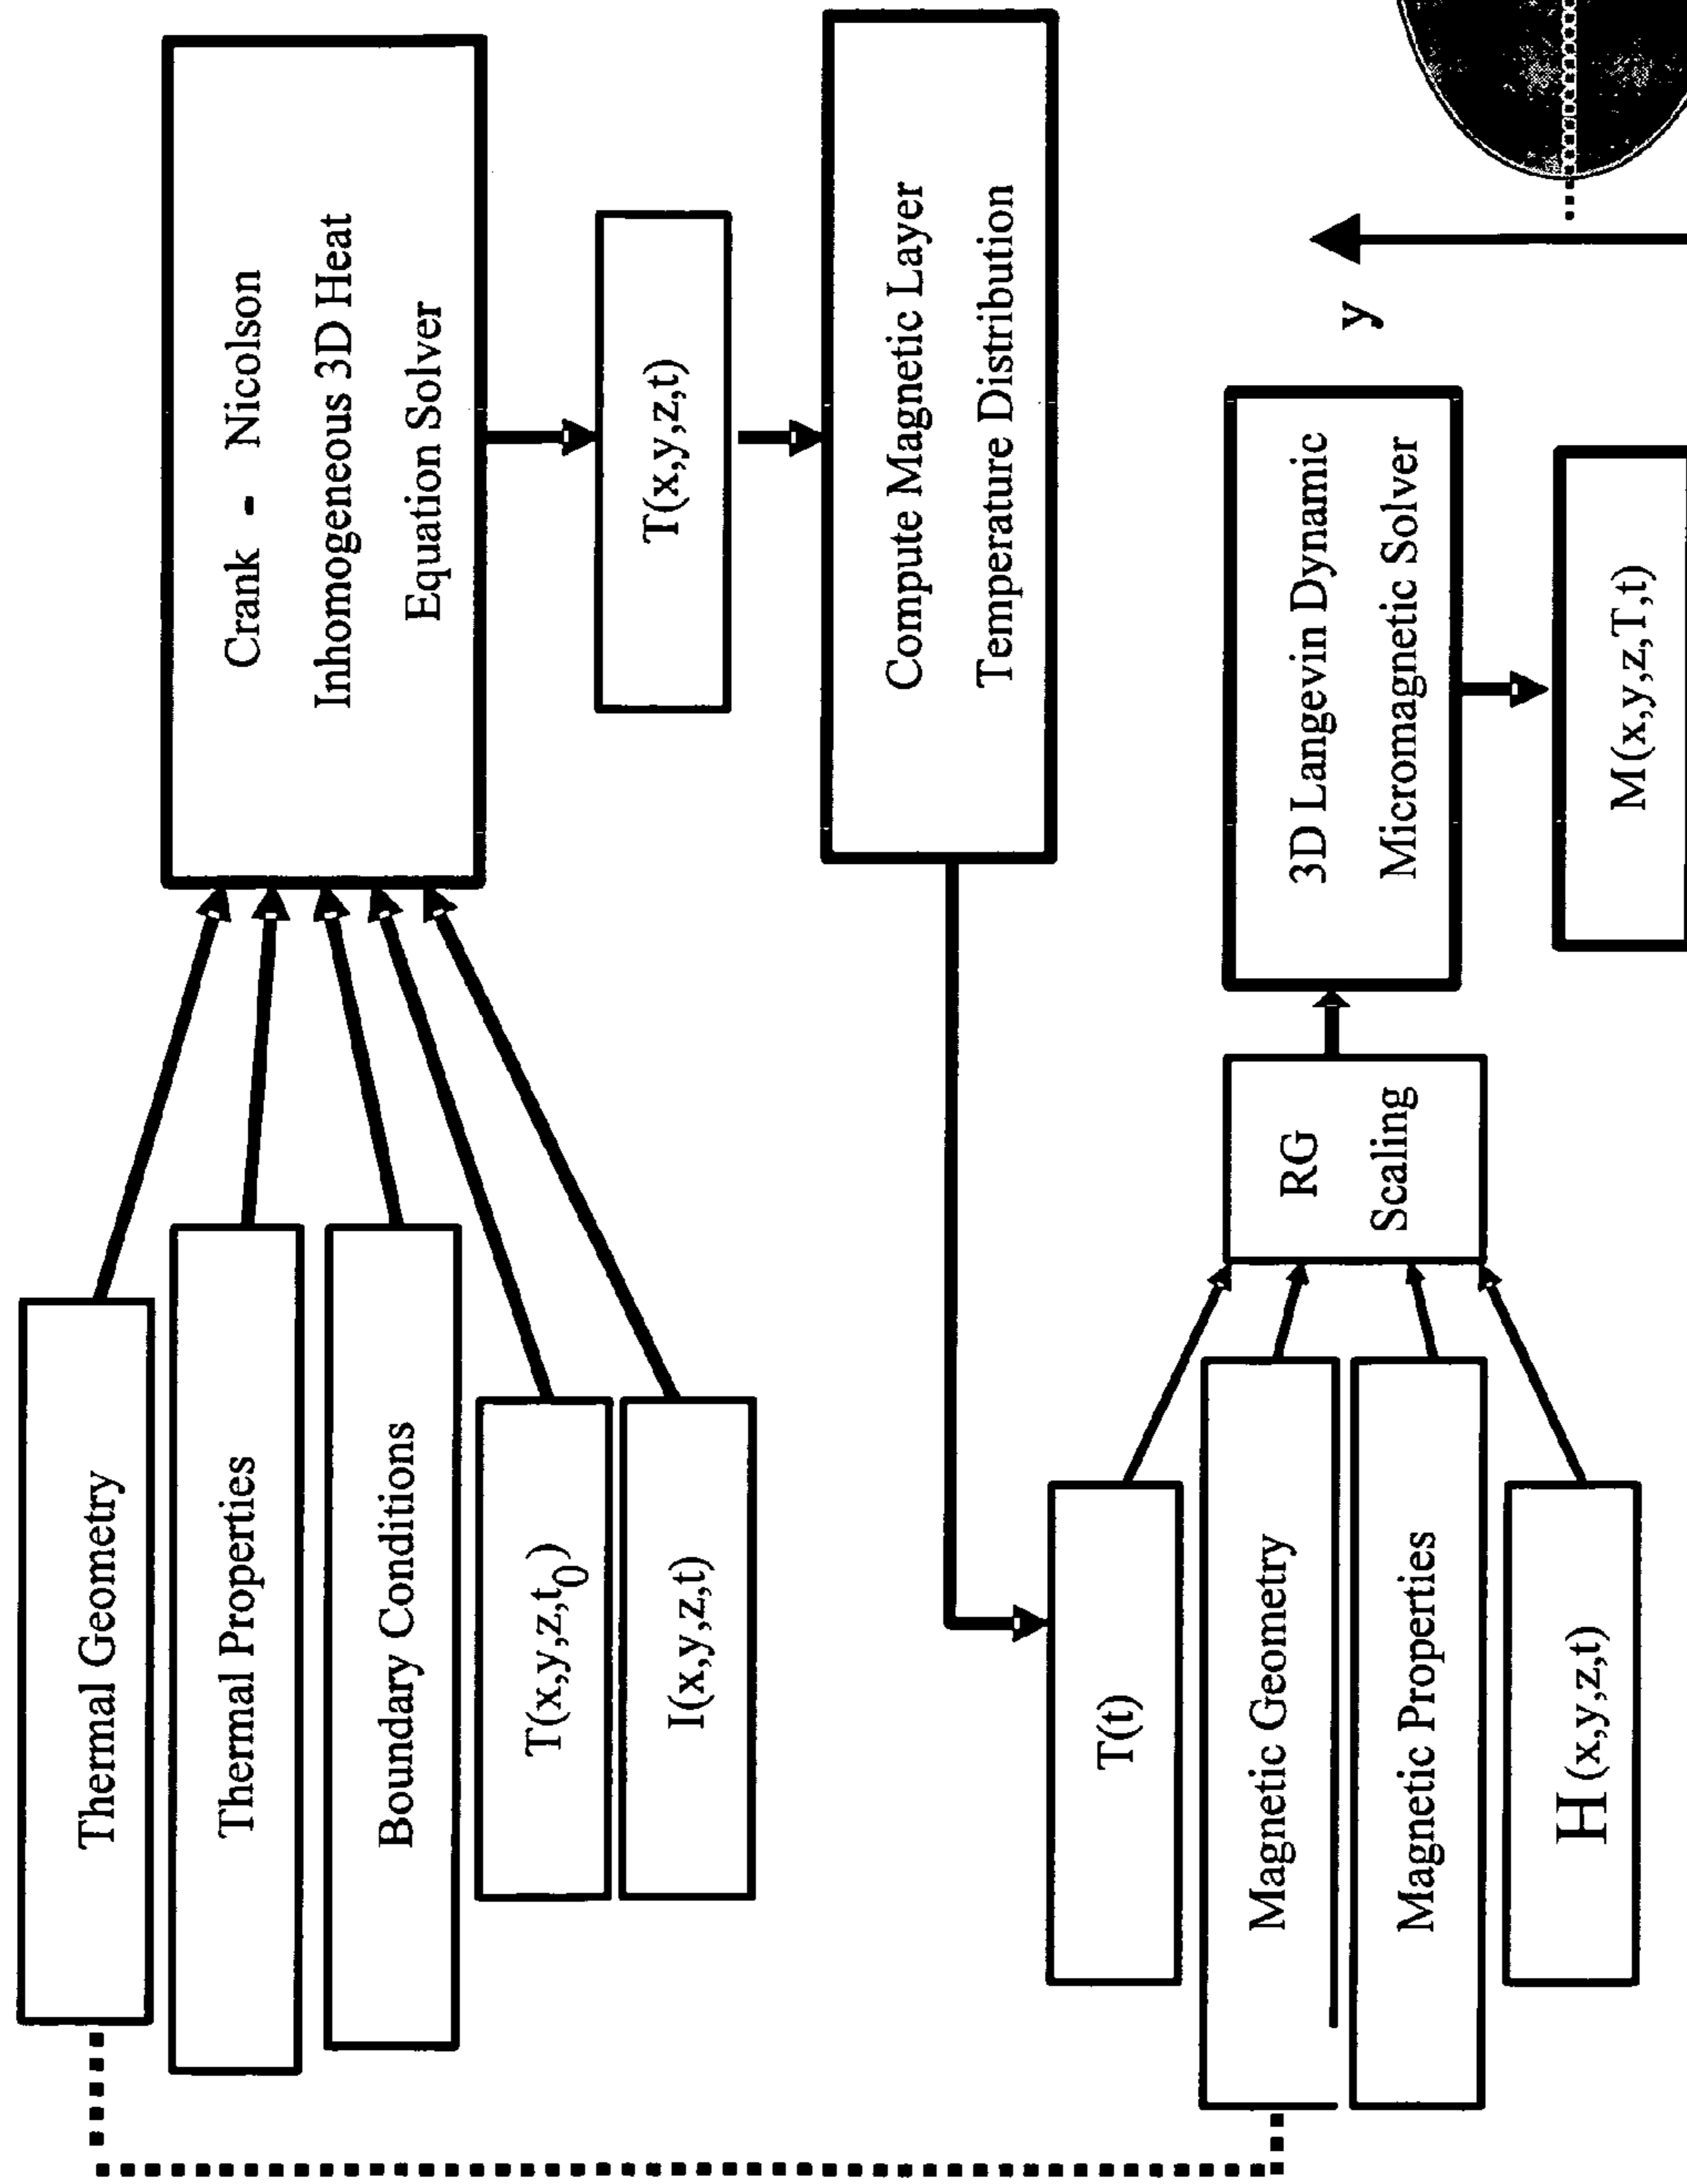 Thermal Geometry
Thermal Properties
Boundary Conditions
T(x,y,z,t₀)
I(x,y,z,t)
Crank - Nicolson
Inhomogeneous 3D Heat
Equation Solver
T(x,y,z,t)
Compute Magnetic Layer
Temperature Distribution
T(t)
Magnetic Geometry
Magnetic Properties
H (x,y,z,t)
RG
Scaling
3D Langevin Dynamic
Micromagnetic Solver
M(x,y,z,T,t)
y